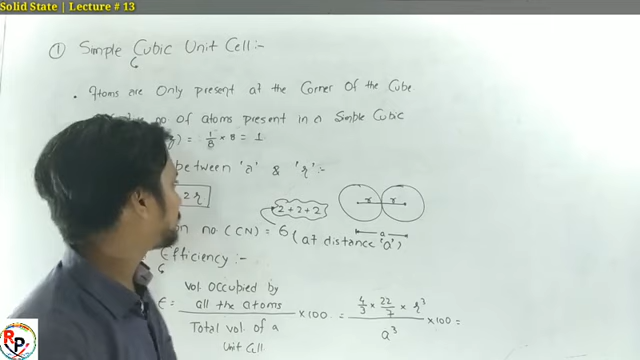 Solid State | Lecture # 13
① Simple Cubic Unit Cell:-
• Atoms are Only present at the Corner Of the Cube
no of atoms present in a Simple Cubic
) = 1/8 × 8 = 1
between 'a' & 'r':-
2r
r r
2+2+2
no (CN) = 6 (at distance 'a')
a
Efficiency :-
= Vol. occupied by all the atoms / Total vol. of a Unit Cell × 100 = 4/3 × 22/7 × r³ / a³ × 100 =
RP